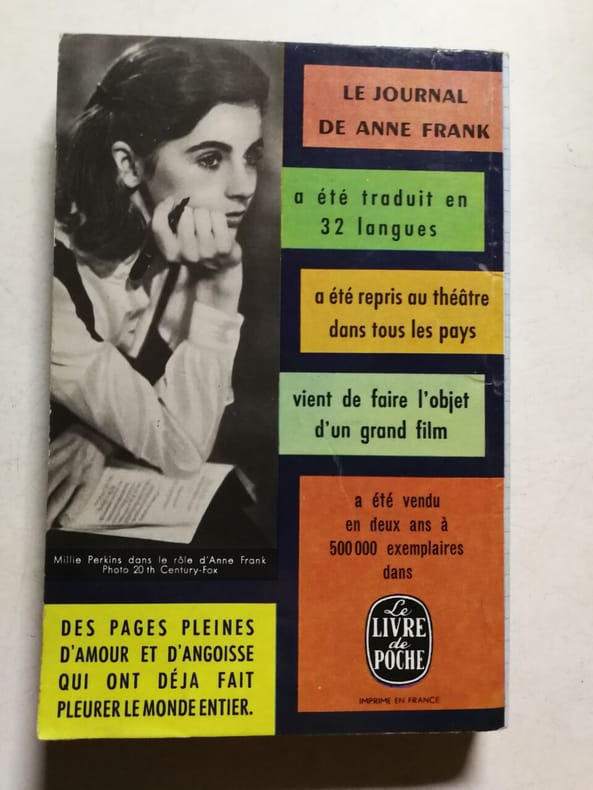 LE JOURNAL
DE ANNE FRANK
a été traduit en
32 langues
a été repris au théâtre
dans tous les pays
vient de faire l'objet
d'un grand film
a été vendu
en deux ans à
500 000 exemplaires
dans
Le
LIVRE
de
POCHE
IMPRIMÉ EN FRANCE
Millie Perkins dans le rôle d'Anne Frank
Photo 20 th Century-Fox
DES PAGES PLEINES
D'AMOUR ET D'ANGOISSE
QUI ONT DÉJA FAIT
PLEURER LE MONDE ENTIER.